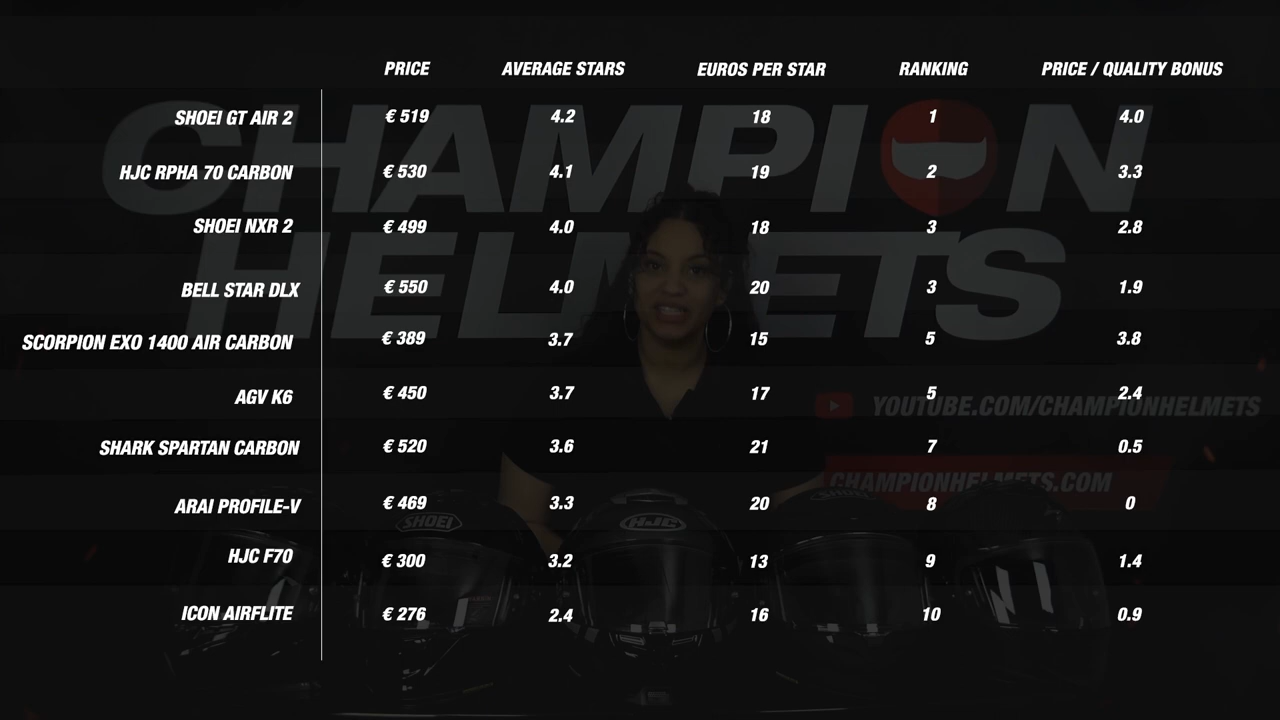 PRICE AVERAGE STARS EUROS PER STAR RANKING PRICE / QUALITY BONUS
SHOEI GT AIR 2 € 519 4.2 18 1 4.0
HJC RPHA 70 CARBON € 530 4.1 19 2 3.3
SHOEI NXR 2 € 499 4.0 18 3 2.8
BELL STAR DLX € 550 4.0 20 3 1.9
SCORPION EXO 1400 AIR CARBON € 389 3.7 15 5 3.8
AGV K6 € 450 3.7 17 5 2.4
SHARK SPARTAN CARBON € 520 3.6 21 7 0.5
ARAI PROFILE-V € 469 3.3 20 8 0
HJC F70 € 300 3.2 13 9 1.4
ICON AIRFLITE € 276 2.4 16 10 0.9
CHAMPION
HELMETS
YOUTUBE.COM/CHAMPIONHELMETS
CHAMPIONHELMETS.COM
SHOEI HJC SHOEI